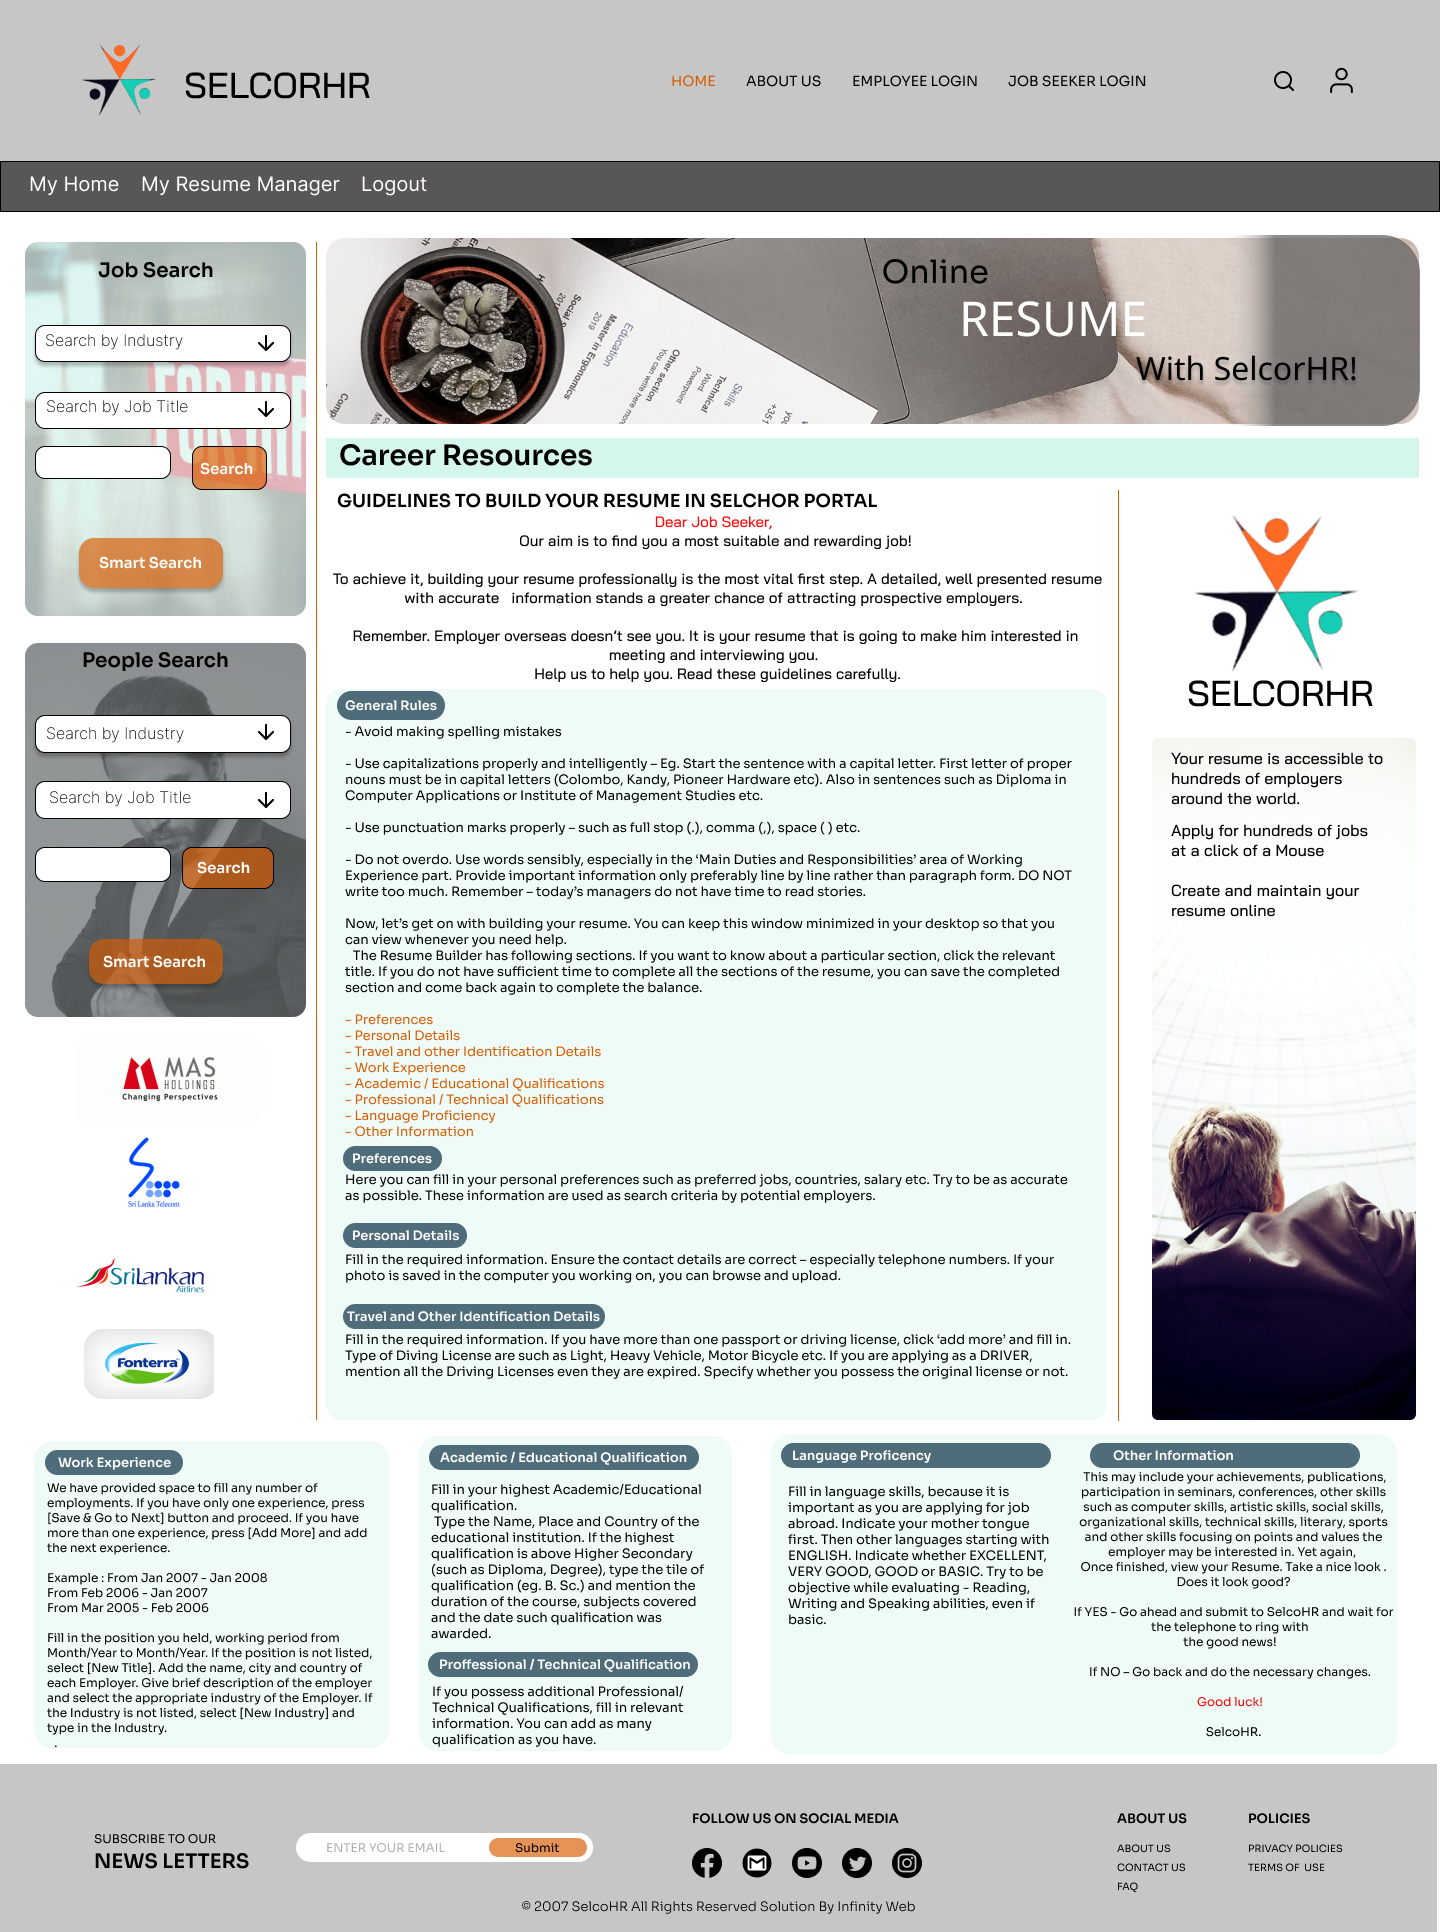 SELCORHR
HOME ABOUT US EMPLOYEE LOGIN JOB SEEKER LOGIN
My Home My Resume Manager Logout
Job Search
Search by Industry
Search by Job Title
Search
Smart Search
People Search
Search by Industry
Search by Job Title
Search
Smart Search
MAS
HOLDINGS
Changing Perspectives
Sri Lanka Telecom
SriLankan
Airlines
Fonterra
Social S
2019
Master in Ergonomics
Education
You can write here more
Other section
Powerpoint
Word
Technical
Skills
+351
Online
RESUME
With SelcorHR!
Career Resources
GUIDELINES TO BUILD YOUR RESUME IN SELCHOR PORTAL
Dear Job Seeker,
Our aim is to find you a most suitable and rewarding job!
To achieve it, building your resume professionally is the most vital first step. A detailed, well presented resume
with accurate information stands a greater chance of attracting prospective employers.
Remember. Employer overseas doesn’t see you. It is your resume that is going to make him interested in
meeting and interviewing you.
Help us to help you. Read these guidelines carefully.
General Rules
- Avoid making spelling mistakes
- Use capitalizations properly and intelligently – Eg. Start the sentence with a capital letter. First letter of proper
nouns must be in capital letters (Colombo, Kandy, Pioneer Hardware etc). Also in sentences such as Diploma in
Computer Applications or Institute of Management Studies etc.
- Use punctuation marks properly – such as full stop (.), comma (,), space ( ) etc.
- Do not overdo. Use words sensibly, especially in the ‘Main Duties and Responsibilities’ area of Working
Experience part. Provide important information only preferably line by line rather than paragraph form. DO NOT
write too much. Remember – today’s managers do not have time to read stories.
Now, let’s get on with building your resume. You can keep this window minimized in your desktop so that you
can view whenever you need help.
The Resume Builder has following sections. If you want to know about a particular section, click the relevant
title. If you do not have sufficient time to complete all the sections of the resume, you can save the completed
section and come back again to complete the balance.
- Preferences
- Personal Details
- Travel and other Identification Details
- Work Experience
- Academic / Educational Qualifications
- Professional / Technical Qualifications
- Language Proficiency
- Other Information
Preferences
Here you can fill in your personal preferences such as preferred jobs, countries, salary etc. Try to be as accurate
as possible. These information are used as search criteria by potential employers.
Personal Details
Fill in the required information. Ensure the contact details are correct – especially telephone numbers. If your
photo is saved in the computer you working on, you can browse and upload.
Travel and Other Identification Details
Fill in the required information. If you have more than one passport or driving license, click ‘add more’ and fill in.
Type of Diving License are such as Light, Heavy Vehicle, Motor Bicycle etc. If you are applying as a DRIVER,
mention all the Driving Licenses even they are expired. Specify whether you possess the original license or not.
SELCORHR
Your resume is accessible to
hundreds of employers
around the world.
Apply for hundreds of jobs
at a click of a Mouse
Create and maintain your
resume online
Work Experience
We have provided space to fill any number of
employments. If you have only one experience, press
[Save & Go to Next] button and proceed. If you have
more than one experience, press [Add More] and add
the next experience.
Example : From Jan 2007 - Jan 2008
From Feb 2006 - Jan 2007
From Mar 2005 - Feb 2006
Fill in the position you held, working period from
Month/Year to Month/Year. If the position is not listed,
select [New Title]. Add the name, city and country of
each Employer. Give brief description of the employer
and select the appropriate industry of the Employer. If
the Industry is not listed, select [New Industry] and
type in the Industry.
.
Academic / Educational Qualification
Fill in your highest Academic/Educational
qualification.
Type the Name, Place and Country of the
educational institution. If the highest
qualification is above Higher Secondary
(such as Diploma, Degree), type the tile of
qualification (eg. B. Sc.) and mention the
duration of the course, subjects covered
and the date such qualification was
awarded.
Proffessional / Technical Qualification
If you possess additional Professional/
Technical Qualifications, fill in relevant
information. You can add as many
qualification as you have.
Language Proficency
Fill in language skills, because it is
important as you are applying for job
abroad. Indicate your mother tongue
first. Then other languages starting with
ENGLISH. Indicate whether EXCELLENT,
VERY GOOD, GOOD or BASIC. Try to be
objective while evaluating - Reading,
Writing and Speaking abilities, even if
basic.
Other Information
This may include your achievements, publications,
participation in seminars, conferences, other skills
such as computer skills, artistic skills, social skills,
organizational skills, technical skills, literary, sports
and other skills focusing on points and values the
employer may be interested in. Yet again,
Once finished, view your Resume. Take a nice look .
Does it look good?
If YES - Go ahead and submit to SelcoHR and wait for
the telephone to ring with
the good news!
If NO – Go back and do the necessary changes.
Good luck!
SelcoHR.
SUBSCRIBE TO OUR
NEWS LETTERS
ENTER YOUR EMAIL Submit
FOLLOW US ON SOCIAL MEDIA
ABOUT US
ABOUT US
CONTACT US
FAQ
POLICIES
PRIVACY POLICIES
TERMS OF USE
© 2007 SelcoHR All Rights Reserved Solution By Infinity Web